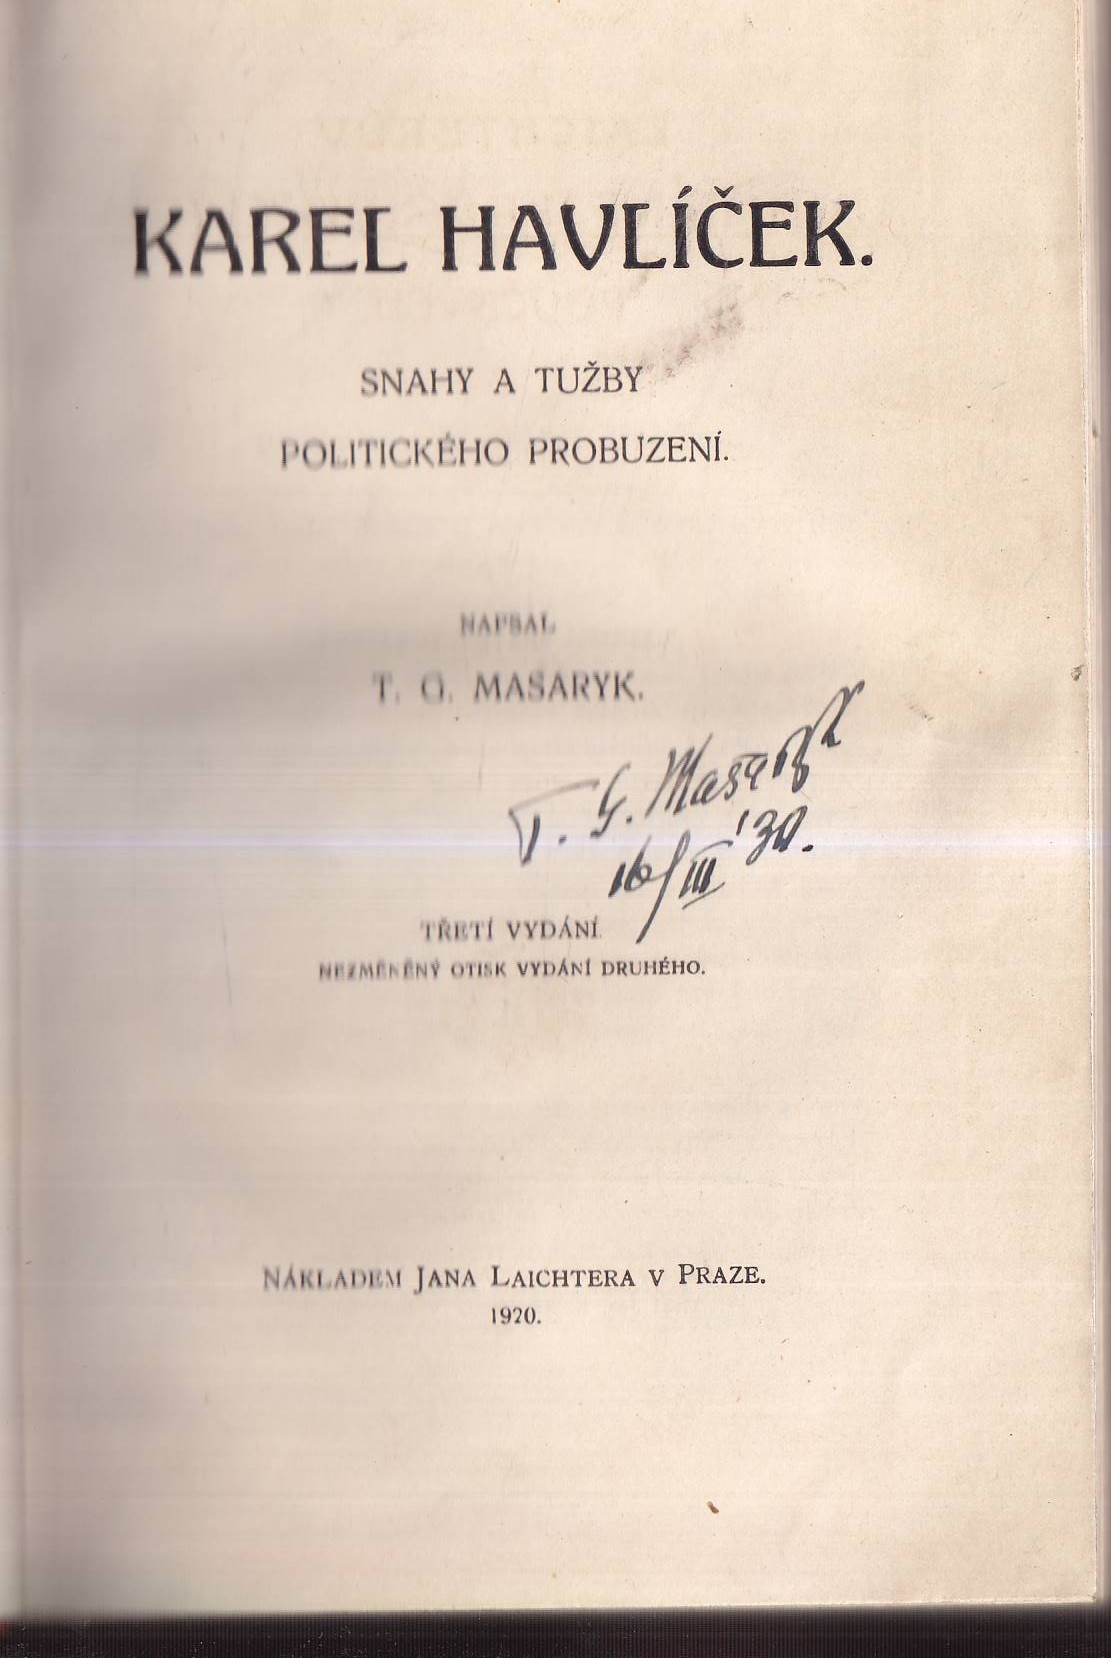 KAREL HAVLÍČEK.
SNAHY A TUŽBY
POLITICKÉHO PROBUZENÍ.
NAPSAL
T. G. MASARYK.
T. G. Masaryk
16/III '30.
TŘETÍ VYDÁNÍ
NEZMĚNĚNÝ OTISK VYDÁNÍ DRUHÉHO.
NÁKLADEM JANA LAICHTERA V PRAZE.
1920.